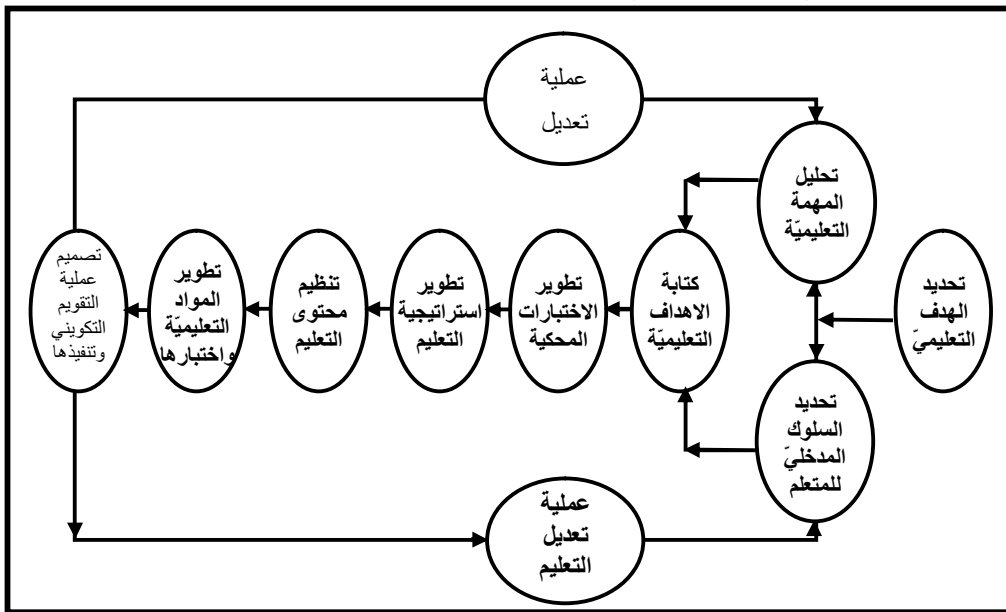 عملية
تعديل
تحليل
المهمة
التعليميّة
تحديد
الهدف
التعليميّ
تحديد
السلوك
المدخليّ
للمتعلم
كتابة
الاهداف
التعليميّة
تطوير
الاختبارات
المحكية
تطوير
استراتيجية
التعليم
تنظيم
محتوى
التعليم
تطوير
المواد
التعليميّة
واختبارها
تصميم
عملية
التقويم
التكويني
وتنفيذها
عملية
تعديل
التعليم